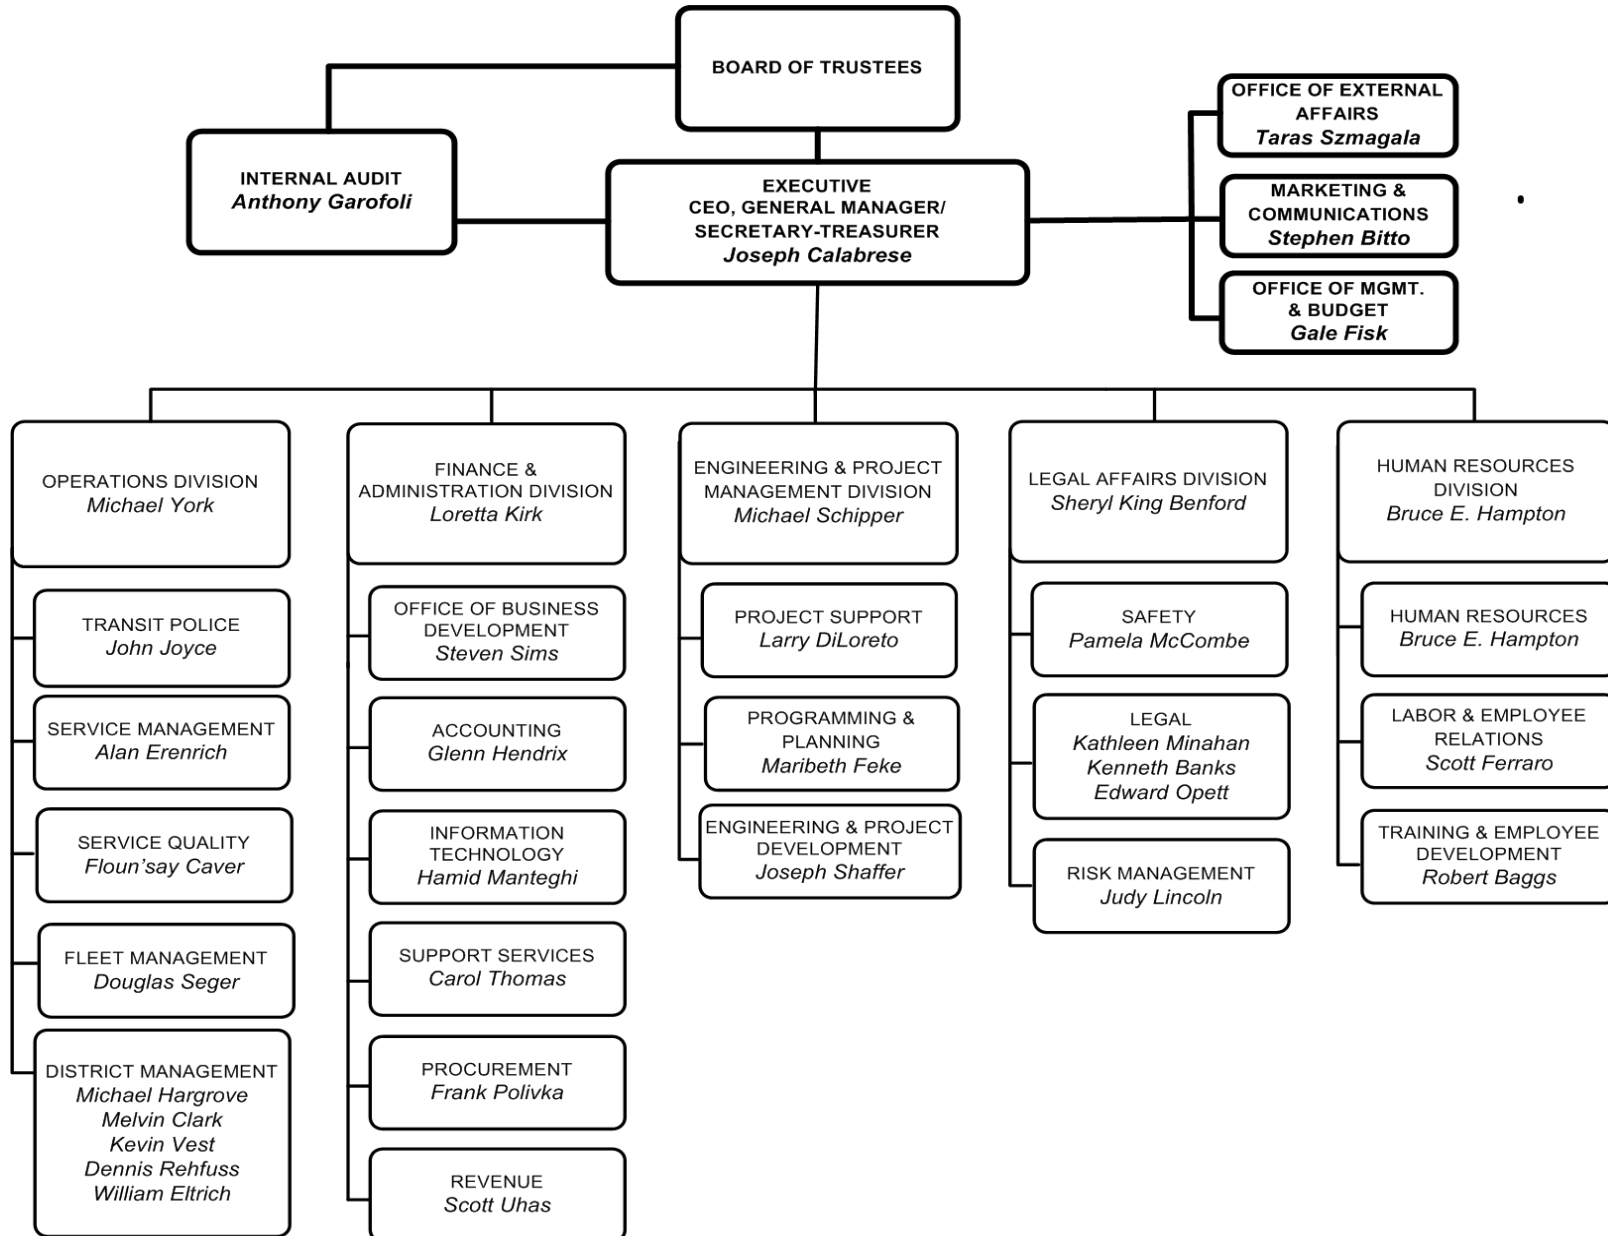 BOARD OF TRUSTEES
INTERNAL AUDIT
Anthony Garofoli
EXECUTIVE
CEO, GENERAL MANAGER/
SECRETARY-TREASURER
Joseph Calabrese
OFFICE OF EXTERNAL
AFFAIRS
Taras Szmagala
MARKETING &
COMMUNICATIONS
Stephen Bitto
OFFICE OF MGMT.
& BUDGET
Gale Fisk
OPERATIONS DIVISION
Michael York
TRANSIT POLICE
John Joyce
SERVICE MANAGEMENT
Alan Erenrich
SERVICE QUALITY
Floun’say Caver
FLEET MANAGEMENT
Douglas Seger
DISTRICT MANAGEMENT
Michael Hargrove
Melvin Clark
Kevin Vest
Dennis Rehfuss
William Eltrich
FINANCE &
ADMINISTRATION DIVISION
Loretta Kirk
OFFICE OF BUSINESS
DEVELOPMENT
Steven Sims
ACCOUNTING
Glenn Hendrix
INFORMATION
TECHNOLOGY
Hamid Manteghi
SUPPORT SERVICES
Carol Thomas
PROCUREMENT
Frank Polivka
REVENUE
Scott Uhas
ENGINEERING & PROJECT
MANAGEMENT DIVISION
Michael Schipper
PROJECT SUPPORT
Larry DiLoreto
PROGRAMMING &
PLANNING
Maribeth Feke
ENGINEERING & PROJECT
DEVELOPMENT
Joseph Shaffer
LEGAL AFFAIRS DIVISION
Sheryl King Benford
SAFETY
Pamela McCombe
LEGAL
Kathleen Minahan
Kenneth Banks
Edward Opett
RISK MANAGEMENT
Judy Lincoln
HUMAN RESOURCES
DIVISION
Bruce E. Hampton
HUMAN RESOURCES
Bruce E. Hampton
LABOR & EMPLOYEE
RELATIONS
Scott Ferraro
TRAINING & EMPLOYEE
DEVELOPMENT
Robert Baggs